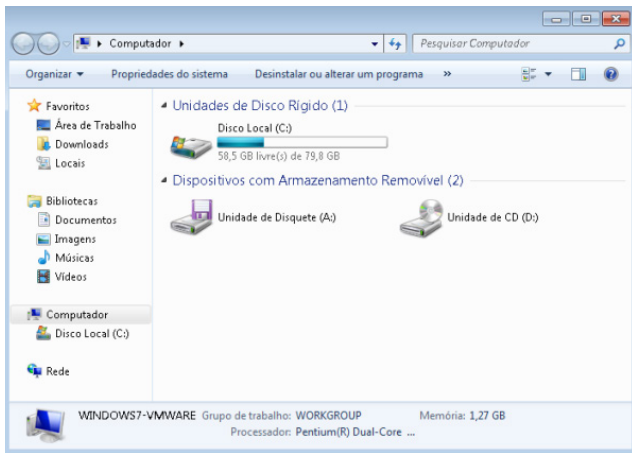 Computador
Pesquisar Computador
Organizar Propriedades do sistema Desinstalar ou alterar um programa »
Favoritos
Área de Trabalho
Downloads
Locais
Bibliotecas
Documentos
Imagens
Músicas
Vídeos
Computador
Disco Local (C:)
Rede
Unidades de Disco Rígido (1)
Disco Local (C:)
58,5 GB livre(s) de 79,8 GB
Dispositivos com Armazenamento Removível (2)
Unidade de Disquete (A:) Unidade de CD (D:)
WINDOWS7-VMWARE Grupo de trabalho: WORKGROUP Memória: 1,27 GB
Processador: Pentium(R) Dual-Core ...